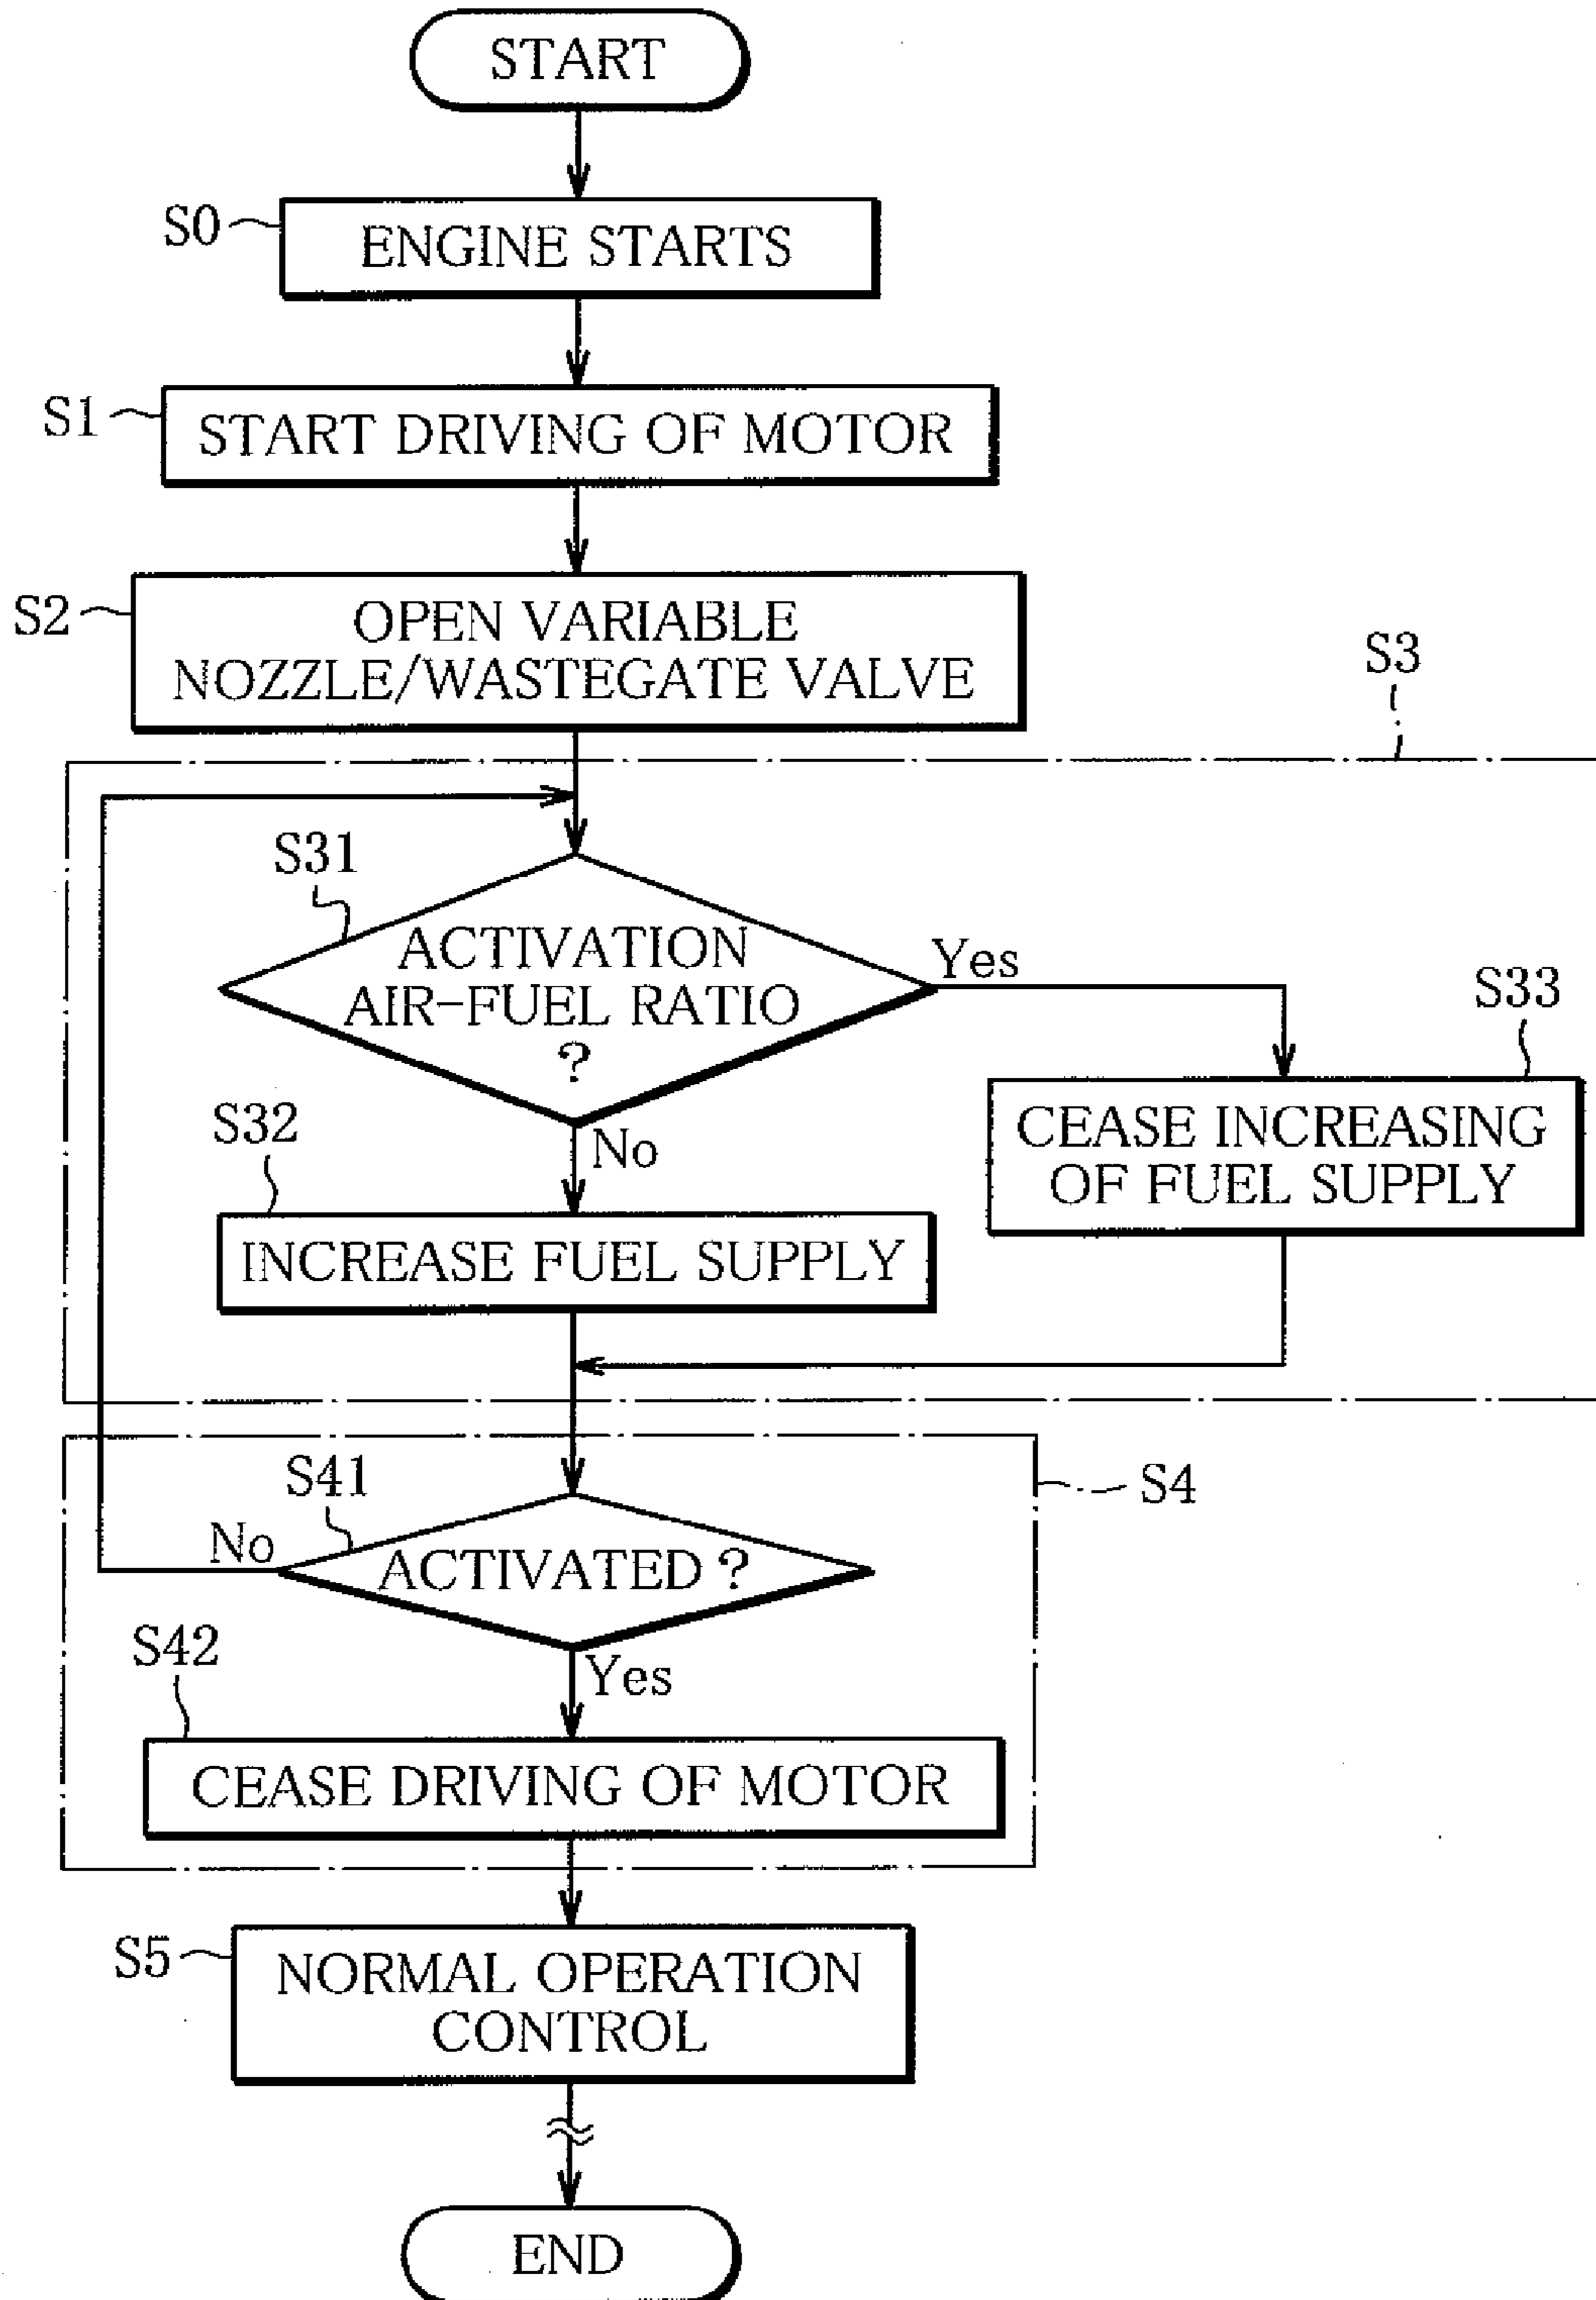 START
S0
ENGINE STARTS
S1
START DRIVING OF MOTOR
S2
OPEN VARIABLE
NOZZLE/WASTEGATE VALVE
S3
S31
ACTIVATION
AIR-FUEL RATIO
?
Yes
S33
CEASE INCREASING
OF FUEL SUPPLY
No
S32
INCREASE FUEL SUPPLY
S4
S41
ACTIVATED ?
No
Yes
S42
CEASE DRIVING OF MOTOR
S5
NORMAL OPERATION
CONTROL
END